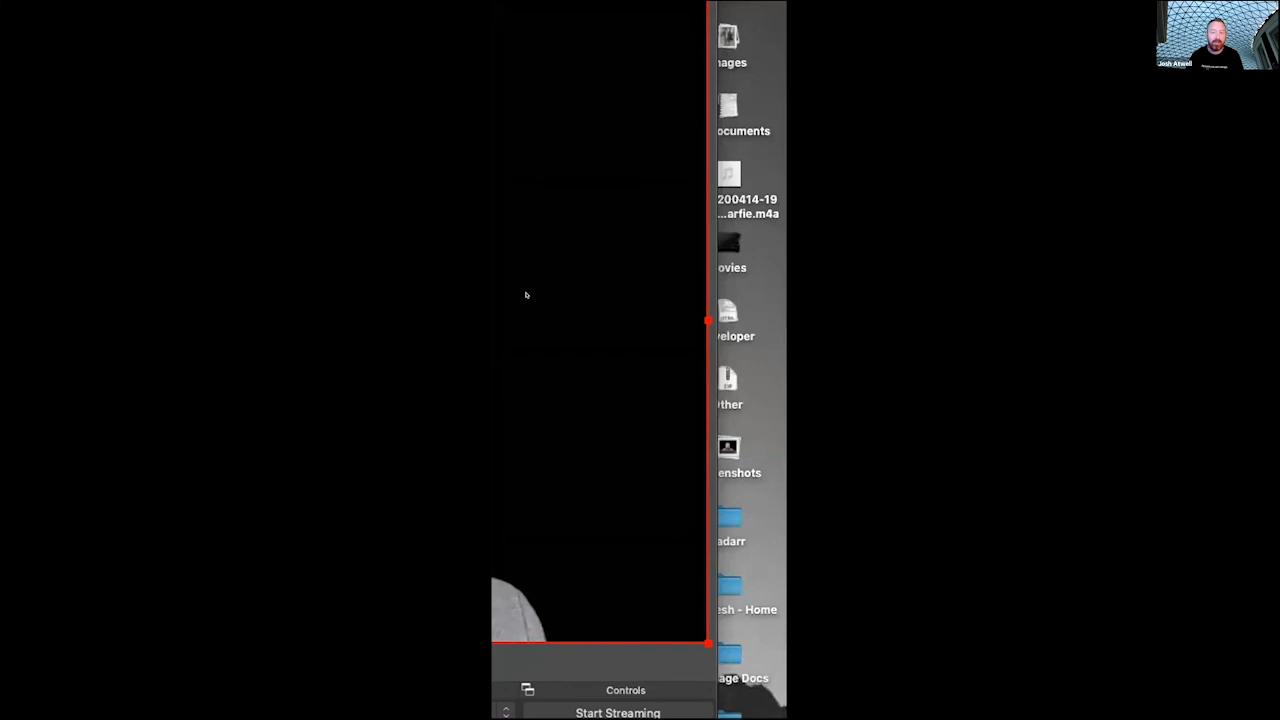 Josh Atwell
nages
ocuments
200414-19
...arfie.m4a
ovies
veloper
ther
enshots
adarr
esh - Home
age Docs
Controls
Start Streaming